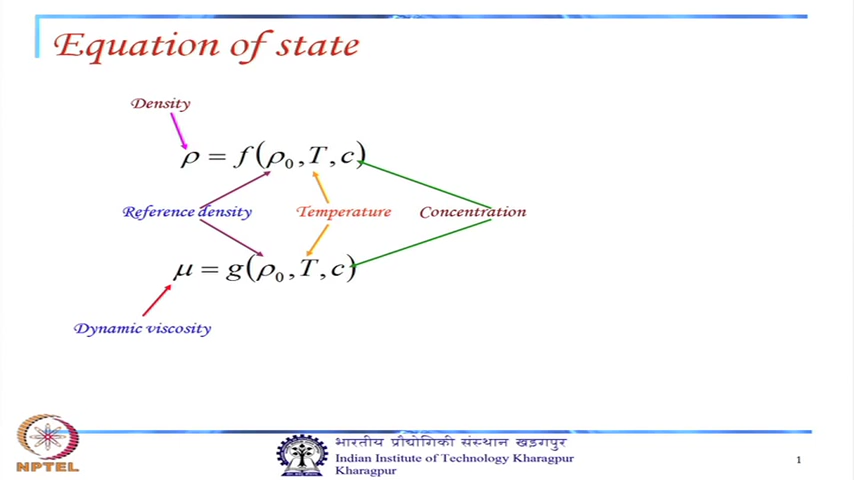 Equation of state
Density
ρ = f(ρ₀, T, c)
Reference density Temperature Concentration
μ = g(ρ₀, T, c)
Dynamic viscosity
NPTEL
भारतीय प्रौद्योगिकी संस्थान खड़गपुर
Indian Institute of Technology Kharagpur
Kharagpur
1